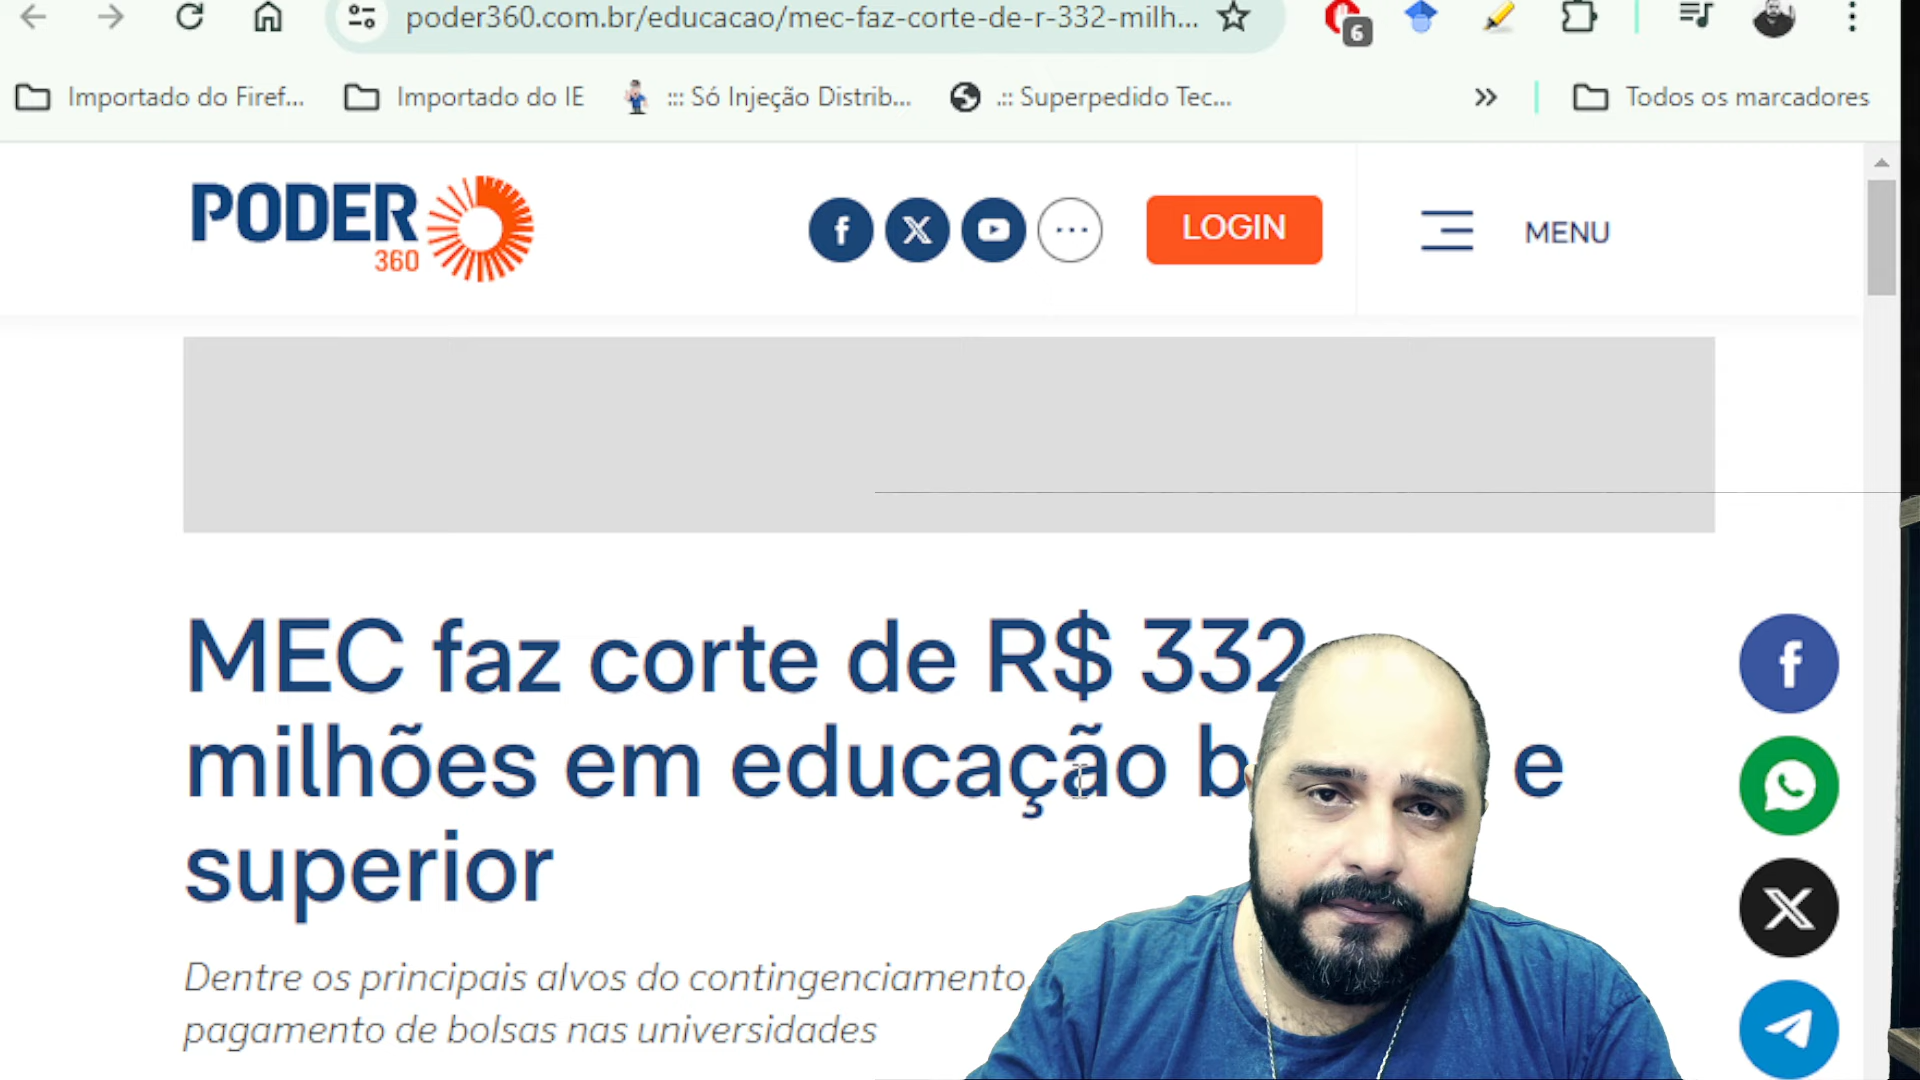 poder360.com.br/educacao/mec-faz-corte-de-r-332-milh...
6
Importado do Firef...
Importado do IE
::: Só Injeção Distrib...
.:: Superpedido Tec...
»
Todos os marcadores
PODER
360
LOGIN
MENU
MEC faz corte de R$ 332
milhões em educação e
superior
Dentre os principais alvos do contingenciamento,
pagamento de bolsas nas universidades